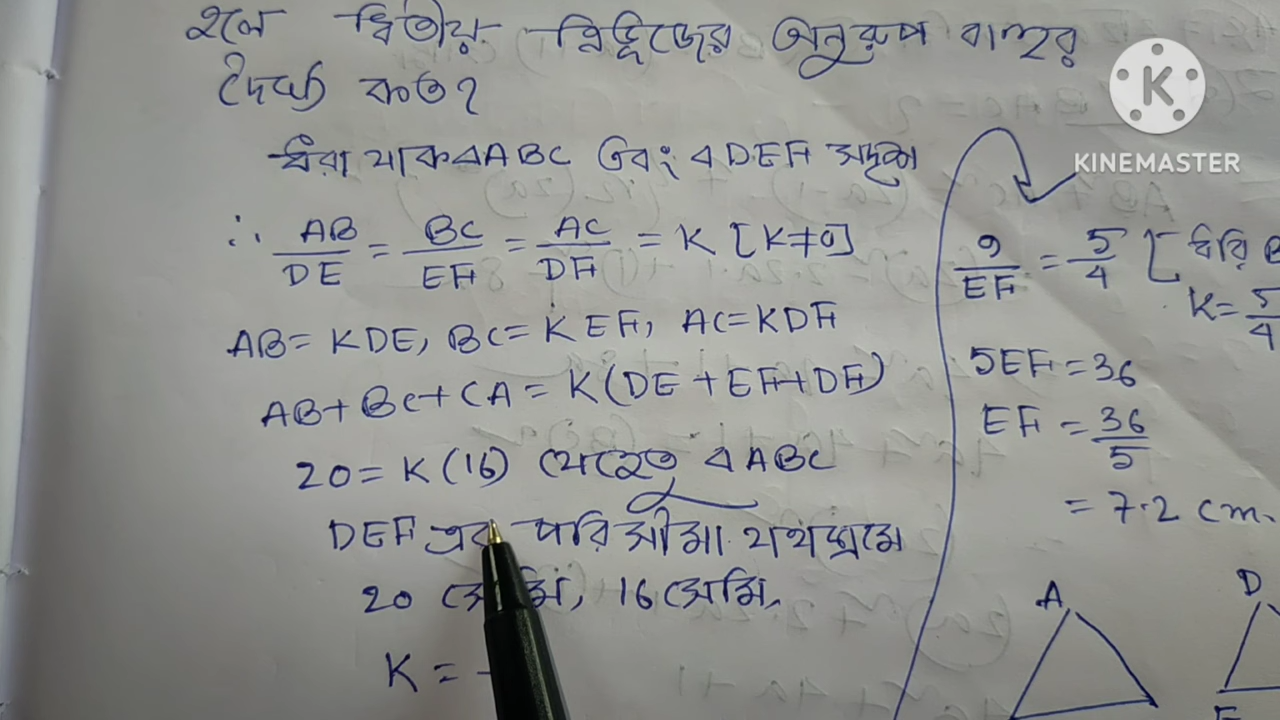 হলে দ্বিতীয় ত্রিভুজের অনুরূপ বাহুর
দৈর্ঘ্য কত?
ধরা যাক ∆ABC এবং ∆DEF সদৃশ
∴ AB/DE = BC/EF = AC/DF = K [K≠0]
AB = KDE, BC = KEF, AC = KDF
AB + BC + CA = K(DE + EF + DF)
20 = K(16) যেহেতু ∆ABC
DEF এর পরিসীমা যথাক্রমে
20 সেমি, 16 সেমি,
K =
9/EF = 5/4 [ধরি
K = 5/4
5EF = 36
EF = 36/5
= 7.2 cm.
A
D
E
K
KINEMASTER